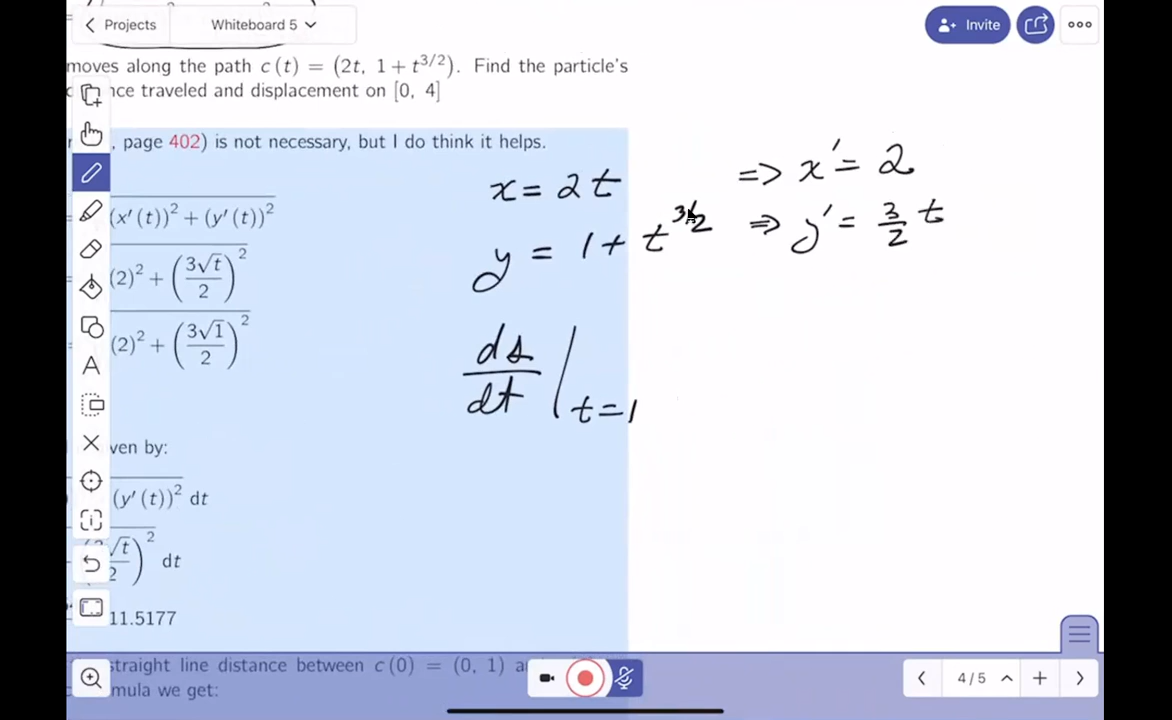 Projects
Whiteboard 5
Invite
moves along the path c (t) = (2t, 1 + t^{3/2}). Find the particle's
nce traveled and displacement on [0, 4]
, page 402) is not necessary, but I do think it helps.
x = 2t
=> x' = 2
(x′(t))² + (y′(t))²
y = 1 + t^{3/2}
=> y' = 3/2 t
(2)² + (3√t/2)²
(2)² + (3√1/2)²
ds/dt |_{t=1}
A
ven by:
(y′ (t))² dt
√t/2)² dt
11.5177
straight line distance between c (0) = (0, 1) a
mula we get:
4/5